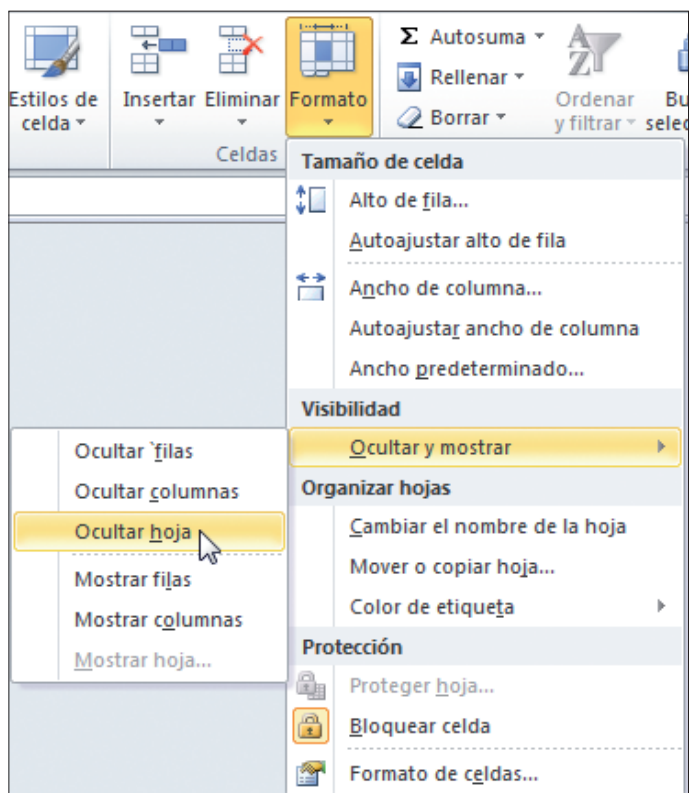 Estilos de
celda
Insertar
Eliminar
Formato
Celdas
Σ Autosuma
Rellenar
Borrar
Ordenar
y filtrar
Tamaño de celda
Alto de fila...
Autoajustar alto de fila
Ancho de columna...
Autoajustar ancho de columna
Ancho predeterminado...
Visibilidad
Ocultar y mostrar
Ocultar `filas
Ocultar columnas
Ocultar hoja
Mostrar filas
Mostrar columnas
Mostrar hoja...
Organizar hojas
Cambiar el nombre de la hoja
Mover o copiar hoja...
Color de etiqueta
Protección
Proteger hoja...
Bloquear celda
Formato de celdas...